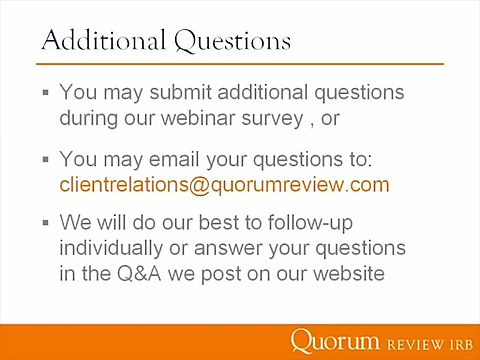 Additional Questions
▪ You may submit additional questions
during our webinar survey , or
▪ You may email your questions to:
clientrelations@quorumreview.com
▪ We will do our best to follow-up
individually or answer your questions
in the Q&A we post on our website
Quorum REVIEW IRB